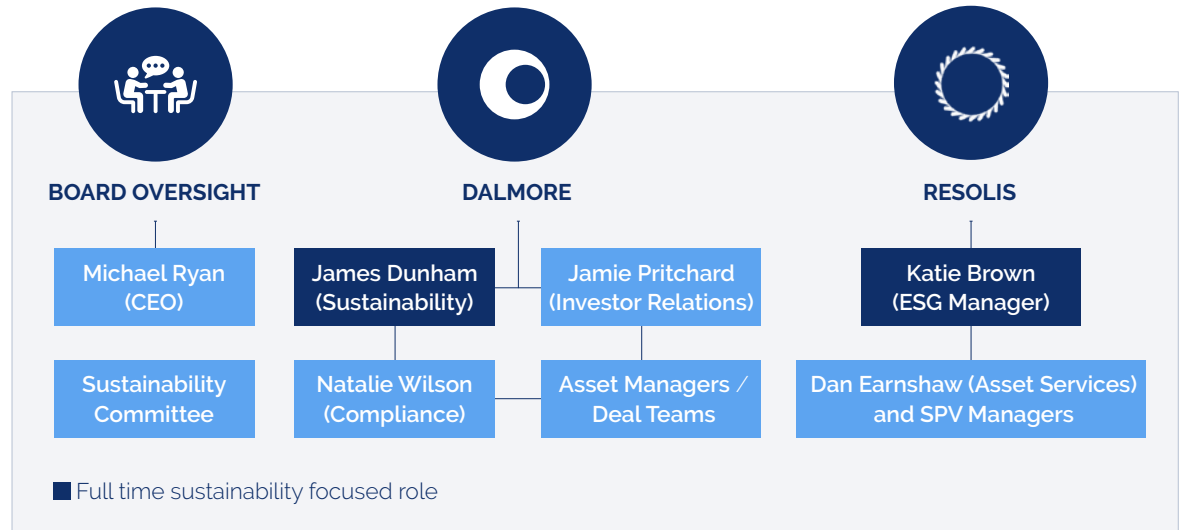 BOARD OVERSIGHT
Michael Ryan
(CEO)
Sustainability
Committee
DALMORE
James Dunham
(Sustainability)
Jamie Pritchard
(Investor Relations)
Natalie Wilson
(Compliance)
Asset Managers /
Deal Teams
RESOLIS
Katie Brown
(ESG Manager)
Dan Earnshaw (Asset Services)
and SPV Managers
Full time sustainability focused role